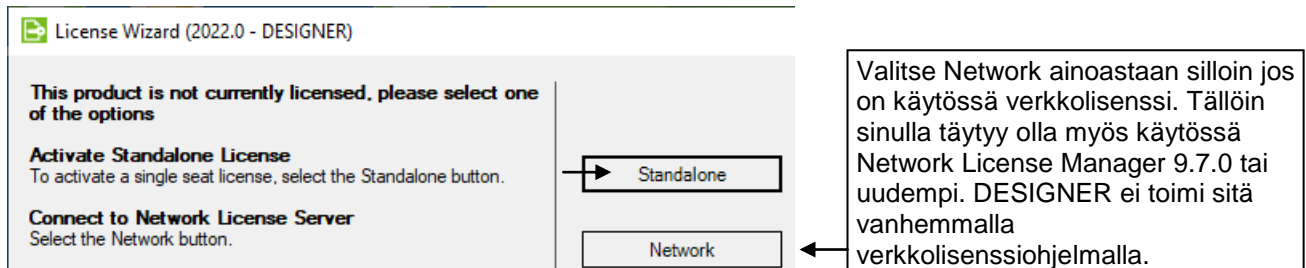 License Wizard (2022.0 - DESIGNER)
This product is not currently licensed, please select one
of the options
Activate Standalone License
To activate a single seat license, select the Standalone button.
Standalone
Connect to Network License Server
Select the Network button.
Network
Valitse Network ainoastaan silloin jos
on käytössä verkkolisenssi. Tällöin
sinulla täytyy olla myös käytössä
Network License Manager 9.7.0 tai
uudempi. DESIGNER ei toimi sitä
vanhemmalla
verkkolisenssiohjelmalla.